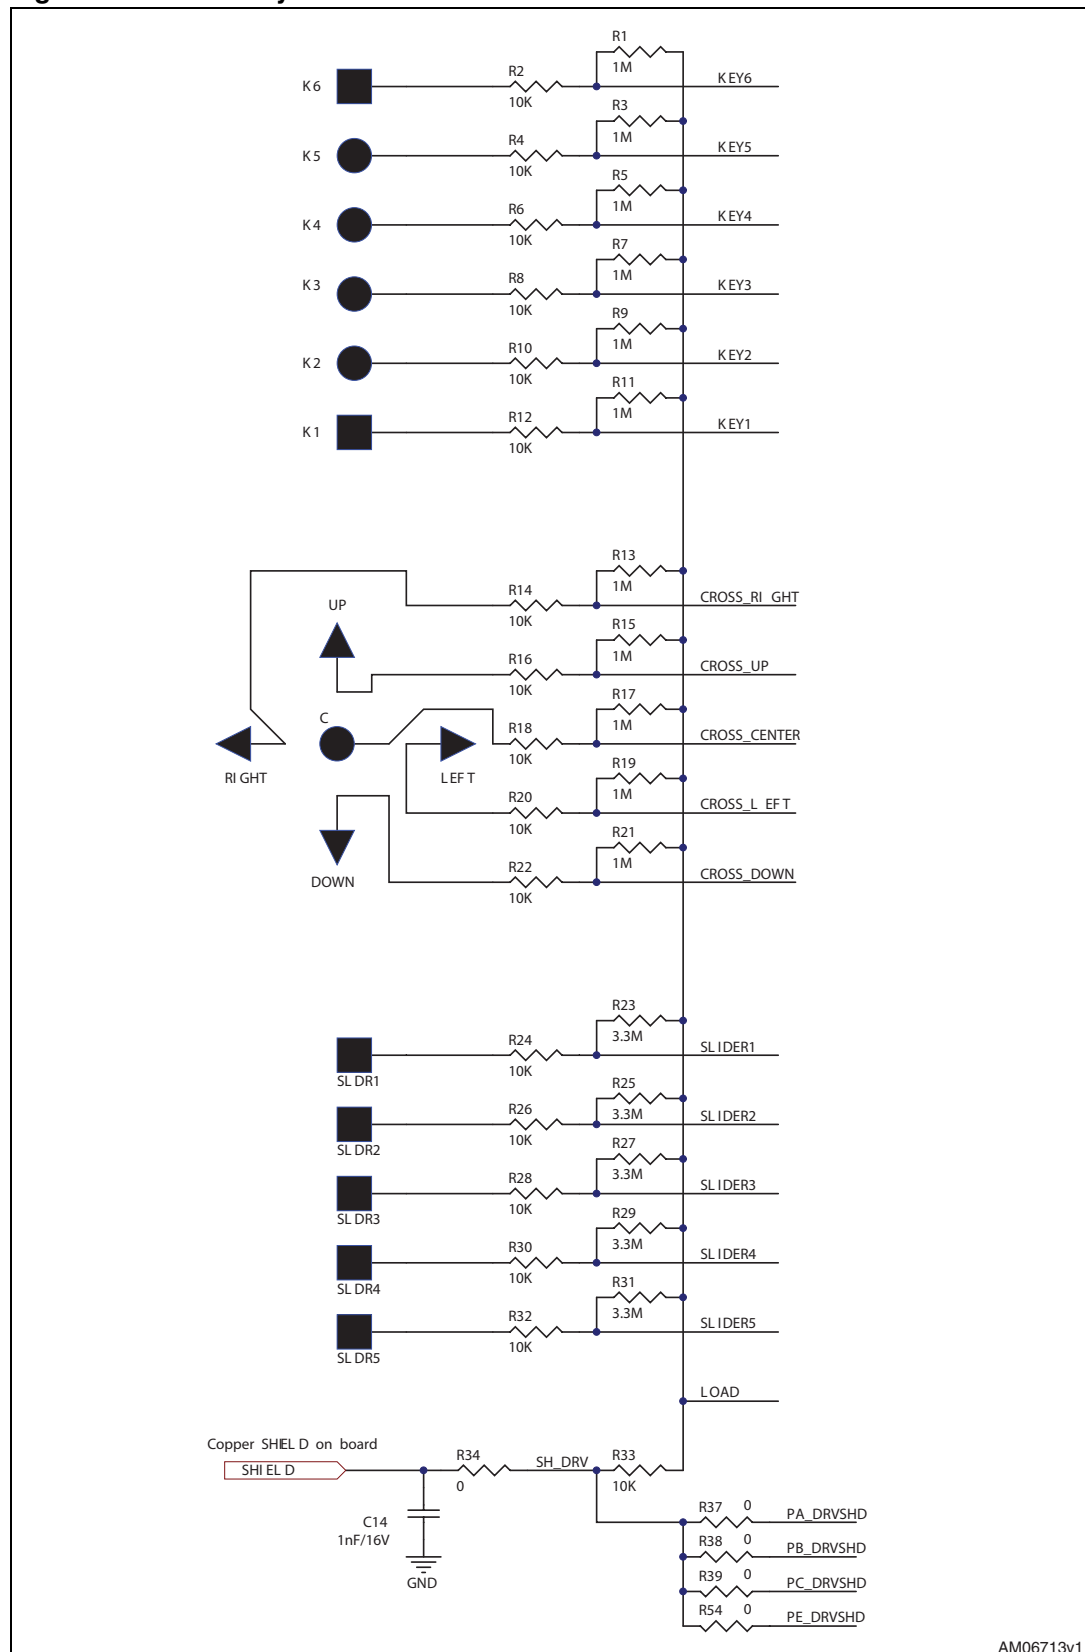 R1
1M
K6
R2
10K
KEY6
R3
1M
K5
R4
10K
KEY5
R5
1M
K4
R6
10K
KEY4
R7
1M
K3
R8
10K
KEY3
R9
1M
K2
R10
10K
KEY2
R11
1M
K1
R12
10K
KEY1
R13
1M
R14
10K
CROSS_RIGHT
UP
R15
1M
R16
10K
CROSS_UP
R17
1M
C
R18
10K
CROSS_CENTER
RIGHT
LEFT
R19
1M
R20
10K
CROSS_LEFT
R21
1M
DOWN
R22
10K
CROSS_DOWN
R23
3.3M
SLDR1
R24
10K
SLIDER1
R25
3.3M
SLDR2
R26
10K
SLIDER2
R27
3.3M
SLDR3
R28
10K
SLIDER3
R29
3.3M
SLDR4
R30
10K
SLIDER4
R31
3.3M
SLDR5
R32
10K
SLIDER5
LOAD
Copper SHIELD on board
SHIELD
R34
0
SH_DRV
R33
10K
C14
1nF/16V
GND
R37 0 PA_DRVSHD
R38 0 PB_DRVSHD
R39 0 PC_DRVSHD
R54 0 PE_DRVSHD
AM06713v1